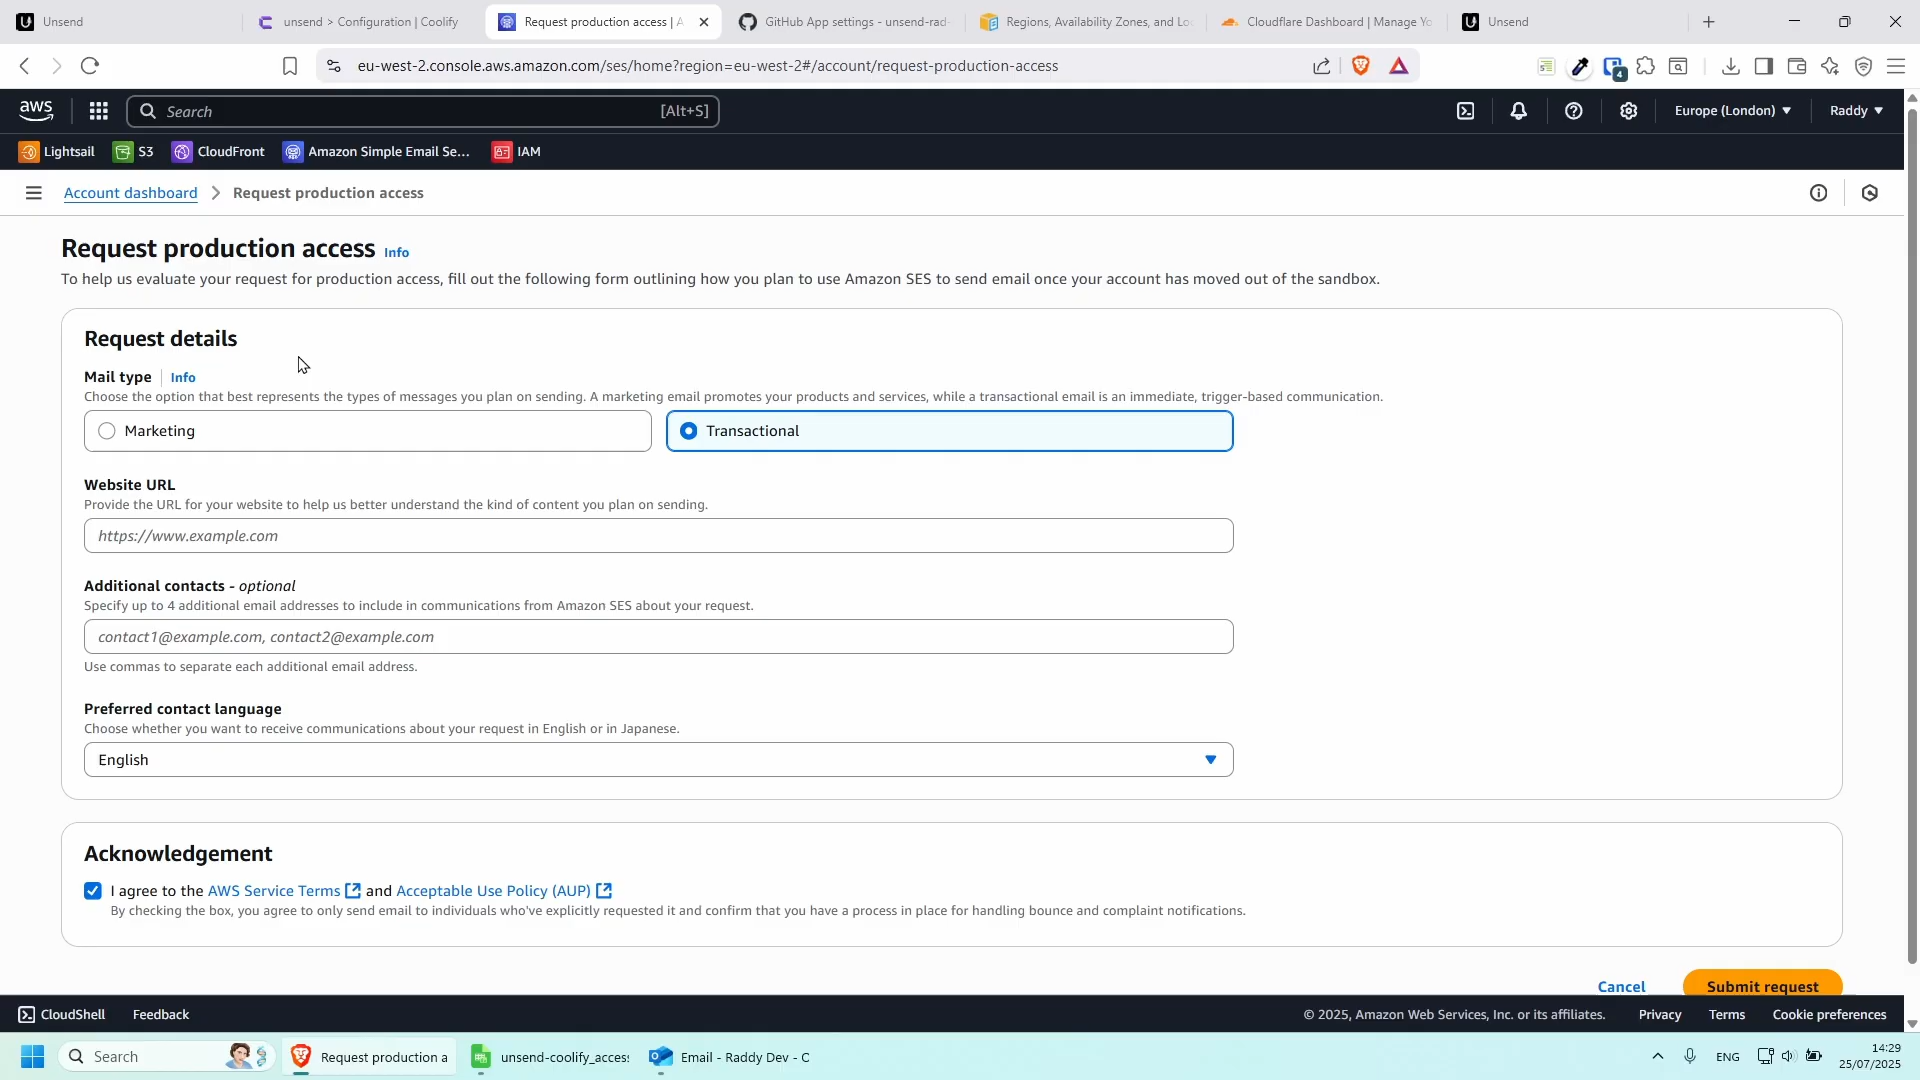 Unsend
unsend > Configuration | Coolify
Request production access | A
GitHub App settings - unsend-rad
Regions, Availability Zones, and Lo
Cloudflare Dashboard | Manage Yo
Unsend
eu-west-2.console.aws.amazon.com/ses/home?region=eu-west-2#/account/request-production-access
4
aws
Search
[Alt+S]
Europe (London)
Raddy
Lightsail
S3
CloudFront
Amazon Simple Email Se...
IAM
Account dashboard
Request production access
Request production access Info
To help us evaluate your request for production access, fill out the following form outlining how you plan to use Amazon SES to send email once your account has moved out of the sandbox.
Request details
Mail type Info
Choose the option that best represents the types of messages you plan on sending. A marketing email promotes your products and services, while a transactional email is an immediate, trigger-based communication.
Marketing
Transactional
Website URL
Provide the URL for your website to help us better understand the kind of content you plan on sending.
https://www.example.com
Additional contacts - optional
Specify up to 4 additional email addresses to include in communications from Amazon SES about your request.
contact1@example.com, contact2@example.com
Use commas to separate each additional email address.
Preferred contact language
Choose whether you want to receive communications about your request in English or in Japanese.
English
Acknowledgement
I agree to the AWS Service Terms and Acceptable Use Policy (AUP)
By checking the box, you agree to only send email to individuals who've explicitly requested it and confirm that you have a process in place for handling bounce and complaint notifications.
Cancel
Submit request
CloudShell
Feedback
© 2025, Amazon Web Services, Inc. or its affiliates.
Privacy
Terms
Cookie preferences
Search
Request production a
unsend-coolify_access
Email - Raddy Dev - O
ENG
14:29
25/07/2025